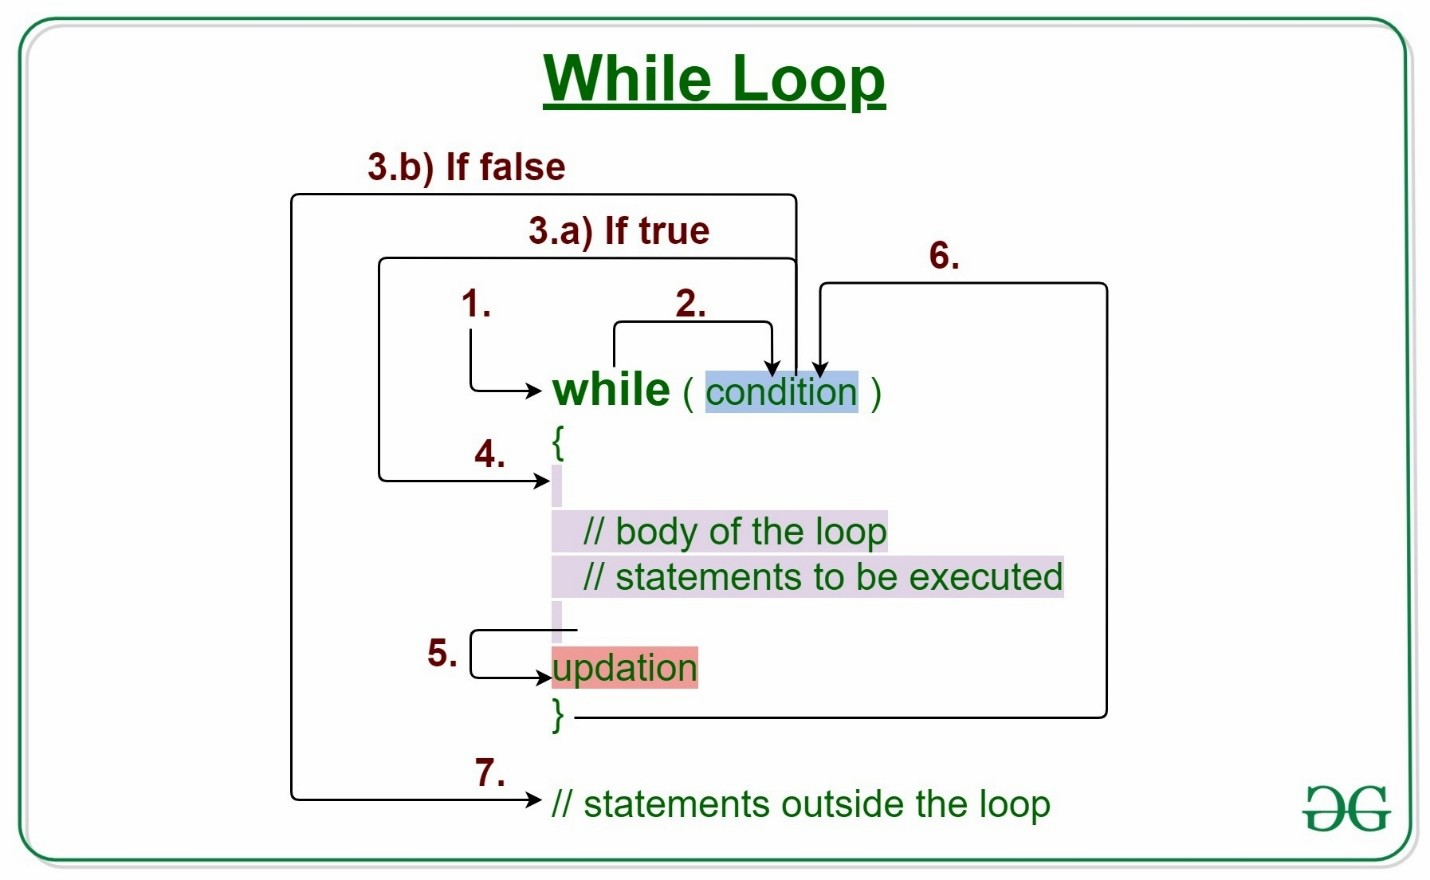 While Loop
3.b) If false
3.a) If true
6.
1.
2.
while ( condition )
{
4.
// body of the loop
// statements to be executed
5.
updation
}
7.
// statements outside the loop